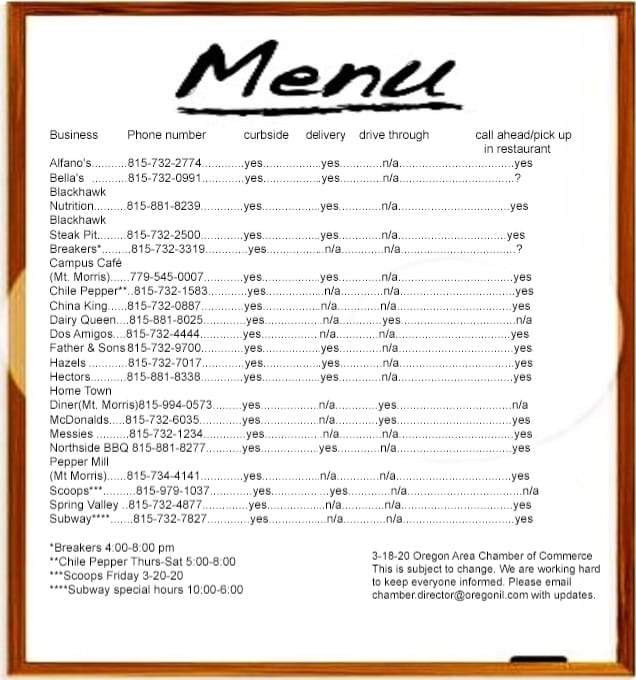 Menu
Business Phone number curbside delivery drive through call ahead/pick up
in restaurant
Alfano's...........815-732-2774..............yes...................yes..............n/a......................................yes
Bella's ............815-732-0991..............yes...................yes..............n/a......................................?
Blackhawk
Nutrition..........815-881-8239..............yes...................yes..............n/a.....................................yes
Blackhawk
Steak Pit.........815-732-2500..............yes...................yes..............n/a....................................yes
Breakers*.........815-732-3319..............yes...................n/a..............n/a......................................?
Campus Café
(Mt. Morris)......779-545-0007.............yes...................yes..............n/a......................................yes
Chile Pepper**..815-732-1583.............yes...................n/a..............n/a......................................yes
China King......815-732-0887..............yes...................n/a..............n/a......................................yes
Dairy Queen....815-881-8025..............yes...................n/a..............yes......................................n/a
Dos Amigos....815-732-4444..............yes...................n/a..............n/a......................................yes
Father & Sons 815-732-9700..............yes...................yes..............n/a......................................yes
Hazels ............815-732-7017..............yes...................yes..............n/a......................................yes
Hectors...........815-881-8338..............yes...................yes..............n/a......................................yes
Home Town
Diner(Mt. Morris)815-994-0573..........yes...................n/a..............yes......................................n/a
McDonalds.....815-732-6035..............yes...................n/a..............yes......................................yes
Messies ..........815-732-1234..............yes...................n/a..............n/a......................................yes
Northside BBQ 815-881-8277............yes...................yes..............n/a......................................yes
Pepper Mill
(Mt Morris)......815-734-4141..............yes...................n/a..............n/a......................................yes
Scoops***...........815-979-1037..............yes...................yes..............n/a......................................n/a
Spring Valley ..815-732-4877...............yes...................n/a..............n/a......................................yes
Subway****.......815-732-7827..............yes...................n/a..............n/a......................................yes
*Breakers 4:00-8:00 pm
**Chile Pepper Thurs-Sat 5:00-8:00
***Scoops Friday 3-20-20
****Subway special hours 10:00-6:00
3-18-20 Oregon Area Chamber of Commerce
This is subject to change. We are working hard
to keep everyone informed. Please email
chamber.director@oregonil.com with updates.